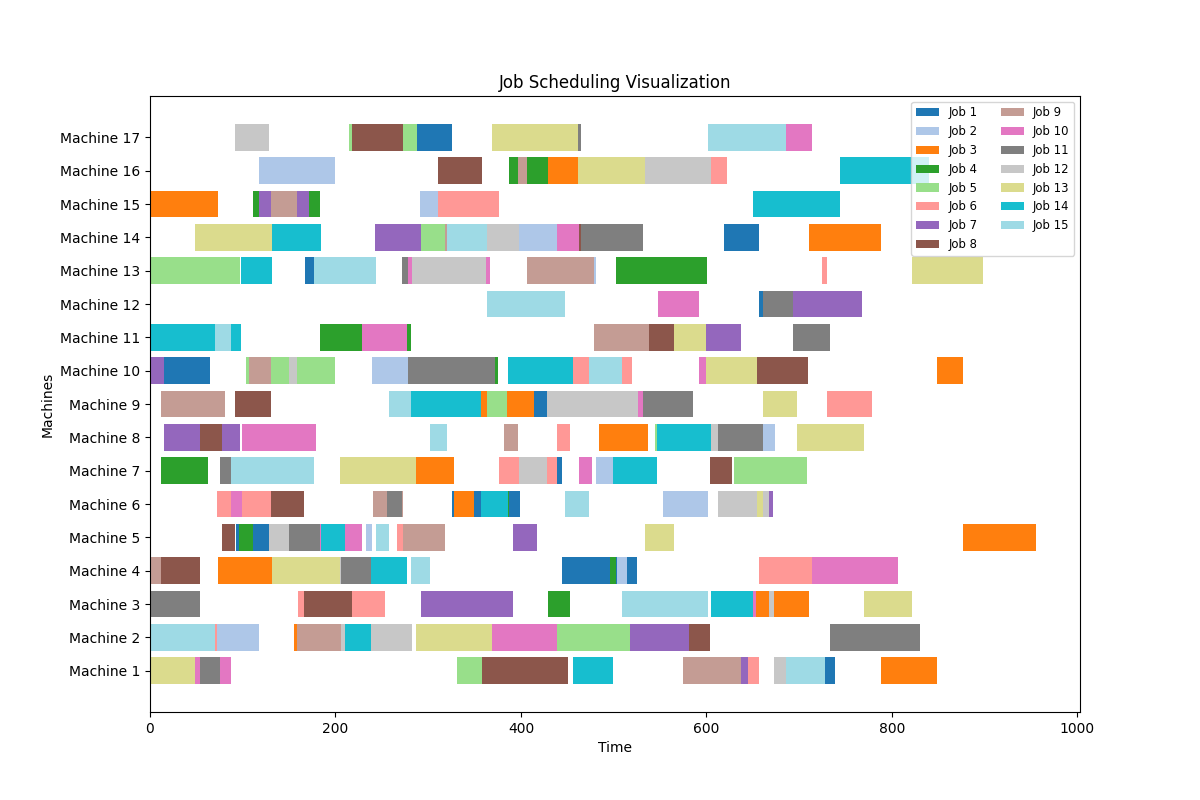 Job Scheduling Visualization
Machine 17
Machine 16
Machine 15
Machine 14
Machine 13
Machine 12
Machine 11
Machine 10
Machine 9
Machine 8
Machine 7
Machine 6
Machine 5
Machine 4
Machine 3
Machine 2
Machine 1
Machines
0 200 400 600 800 1000
Time
Job 1
Job 2
Job 3
Job 4
Job 5
Job 6
Job 7
Job 8
Job 9
Job 10
Job 11
Job 12
Job 13
Job 14
Job 15